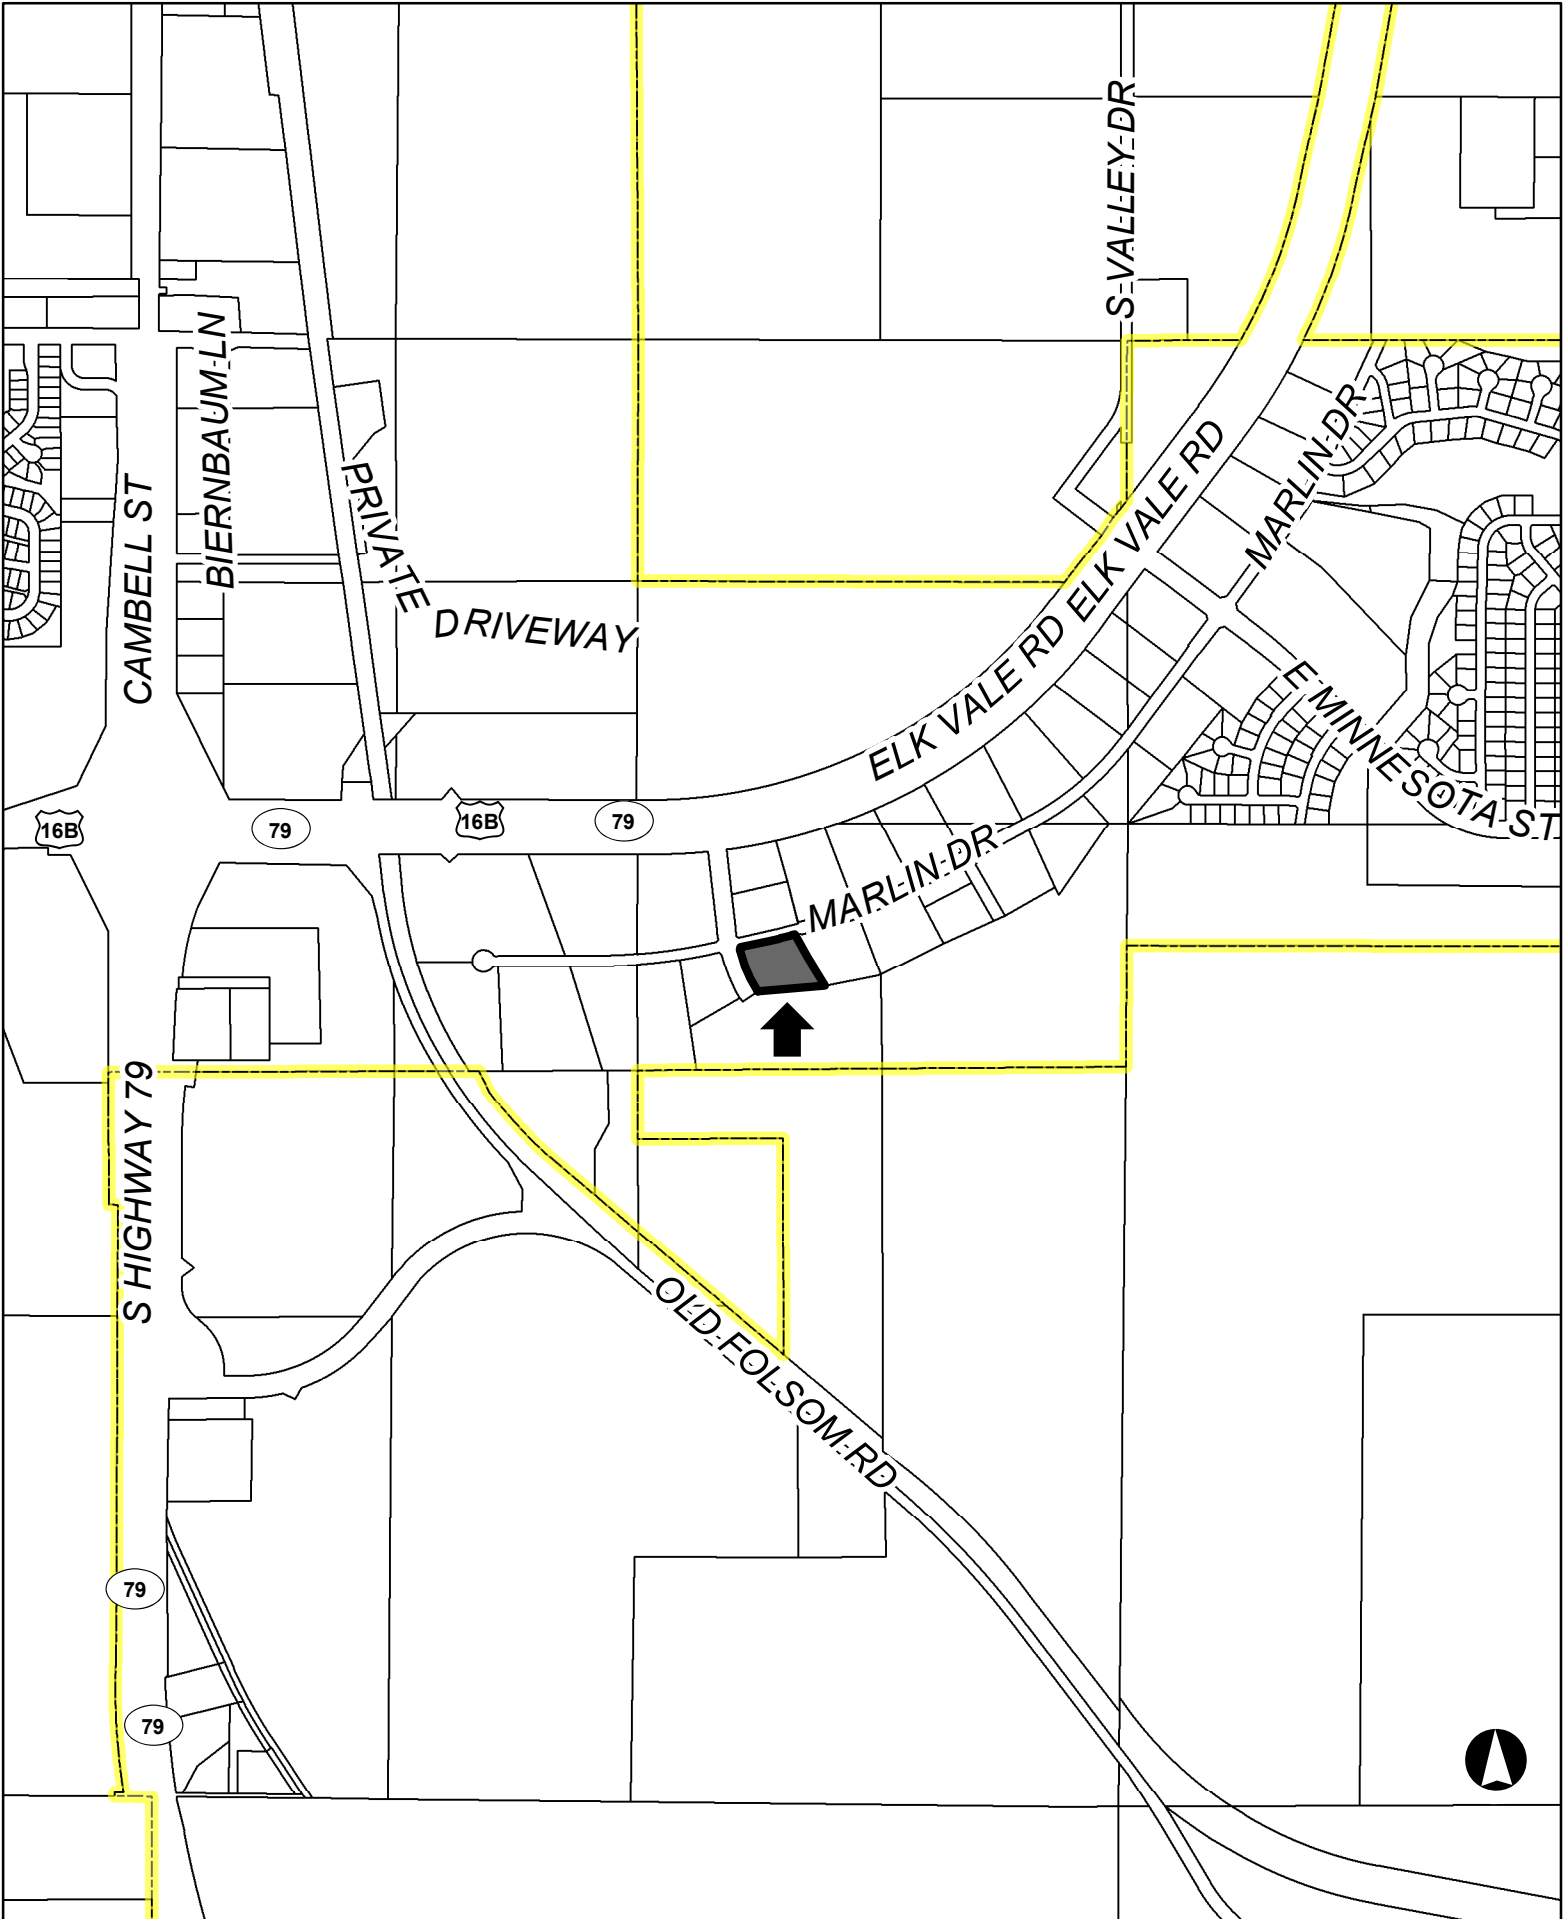 S VALLEY DR
BIERNBAUM LN
MARLIN DR
ELK VALE RD
CAMBELL ST
PRIVATE DRIVEWAY
ELK VALE RD
E MINNESOTA ST
16B
79
16B
79
MARLIN DR
S HIGHWAY 79
OLD FOLSOM RD
79
79